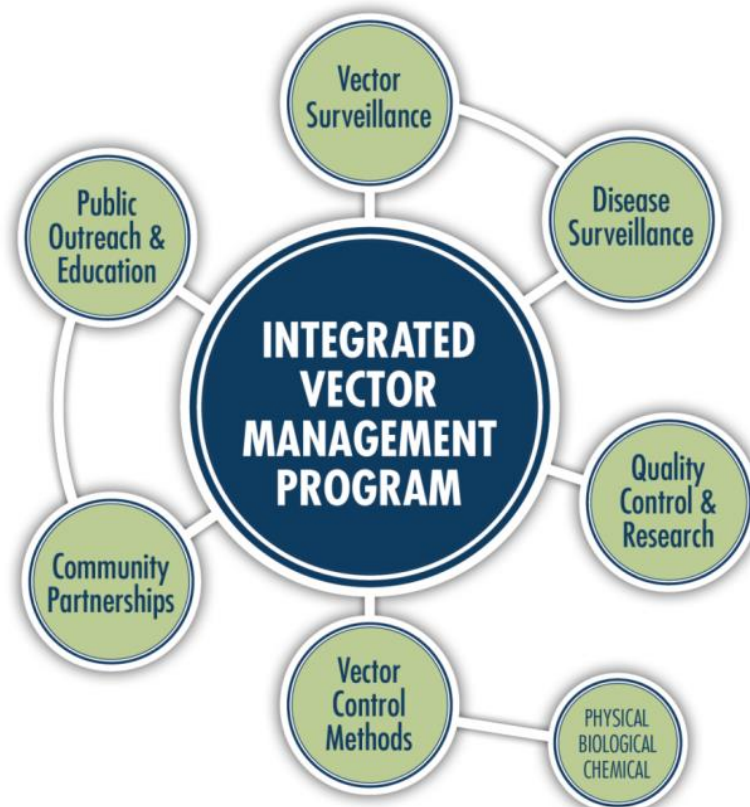 Vector
Surveillance
Disease
Surveillance
Public
Outreach &
Education
INTEGRATED
VECTOR
MANAGEMENT
PROGRAM
Quality
Control &
Research
Community
Partnerships
Vector
Control
Methods
PHYSICAL
BIOLOGICAL
CHEMICAL